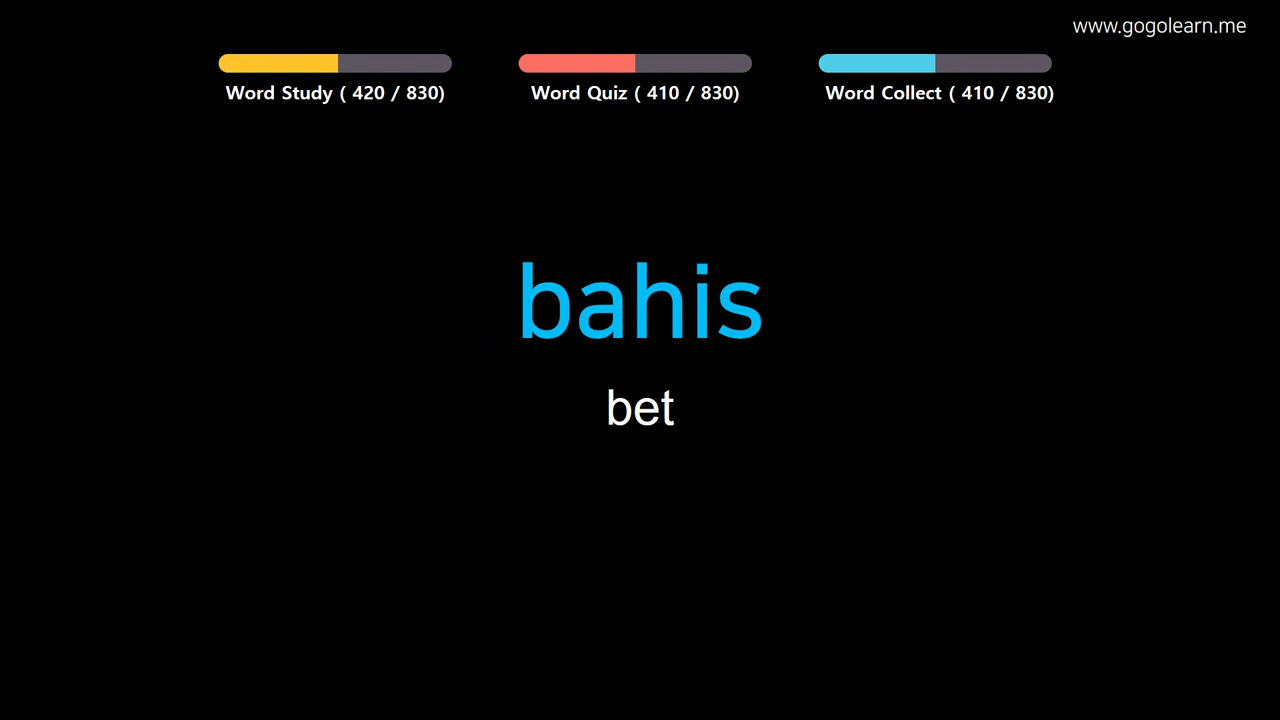 www.gogolearn.me
Word Study ( 420 / 830)
Word Quiz ( 410 / 830)
Word Collect ( 410 / 830)
bahis
bet